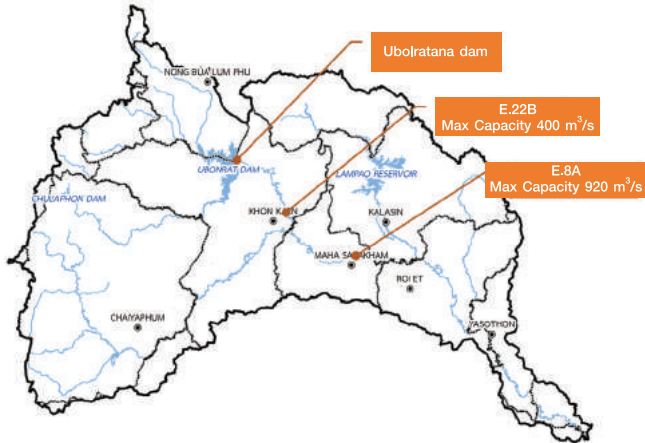 Ubolratana dam
NONG BUA LUM PHU
E.22B
Max Capacity 400 m³/s
UBONRAT DAM
LAMPAO RESERVOIR
E.8A
Max Capacity 920 m³/s
CHULAPHON DAM
KHON KAEN
KALASIN
MAHA SARAKHAM
ROI ET
CHAIYAPHUM
YASOTHON